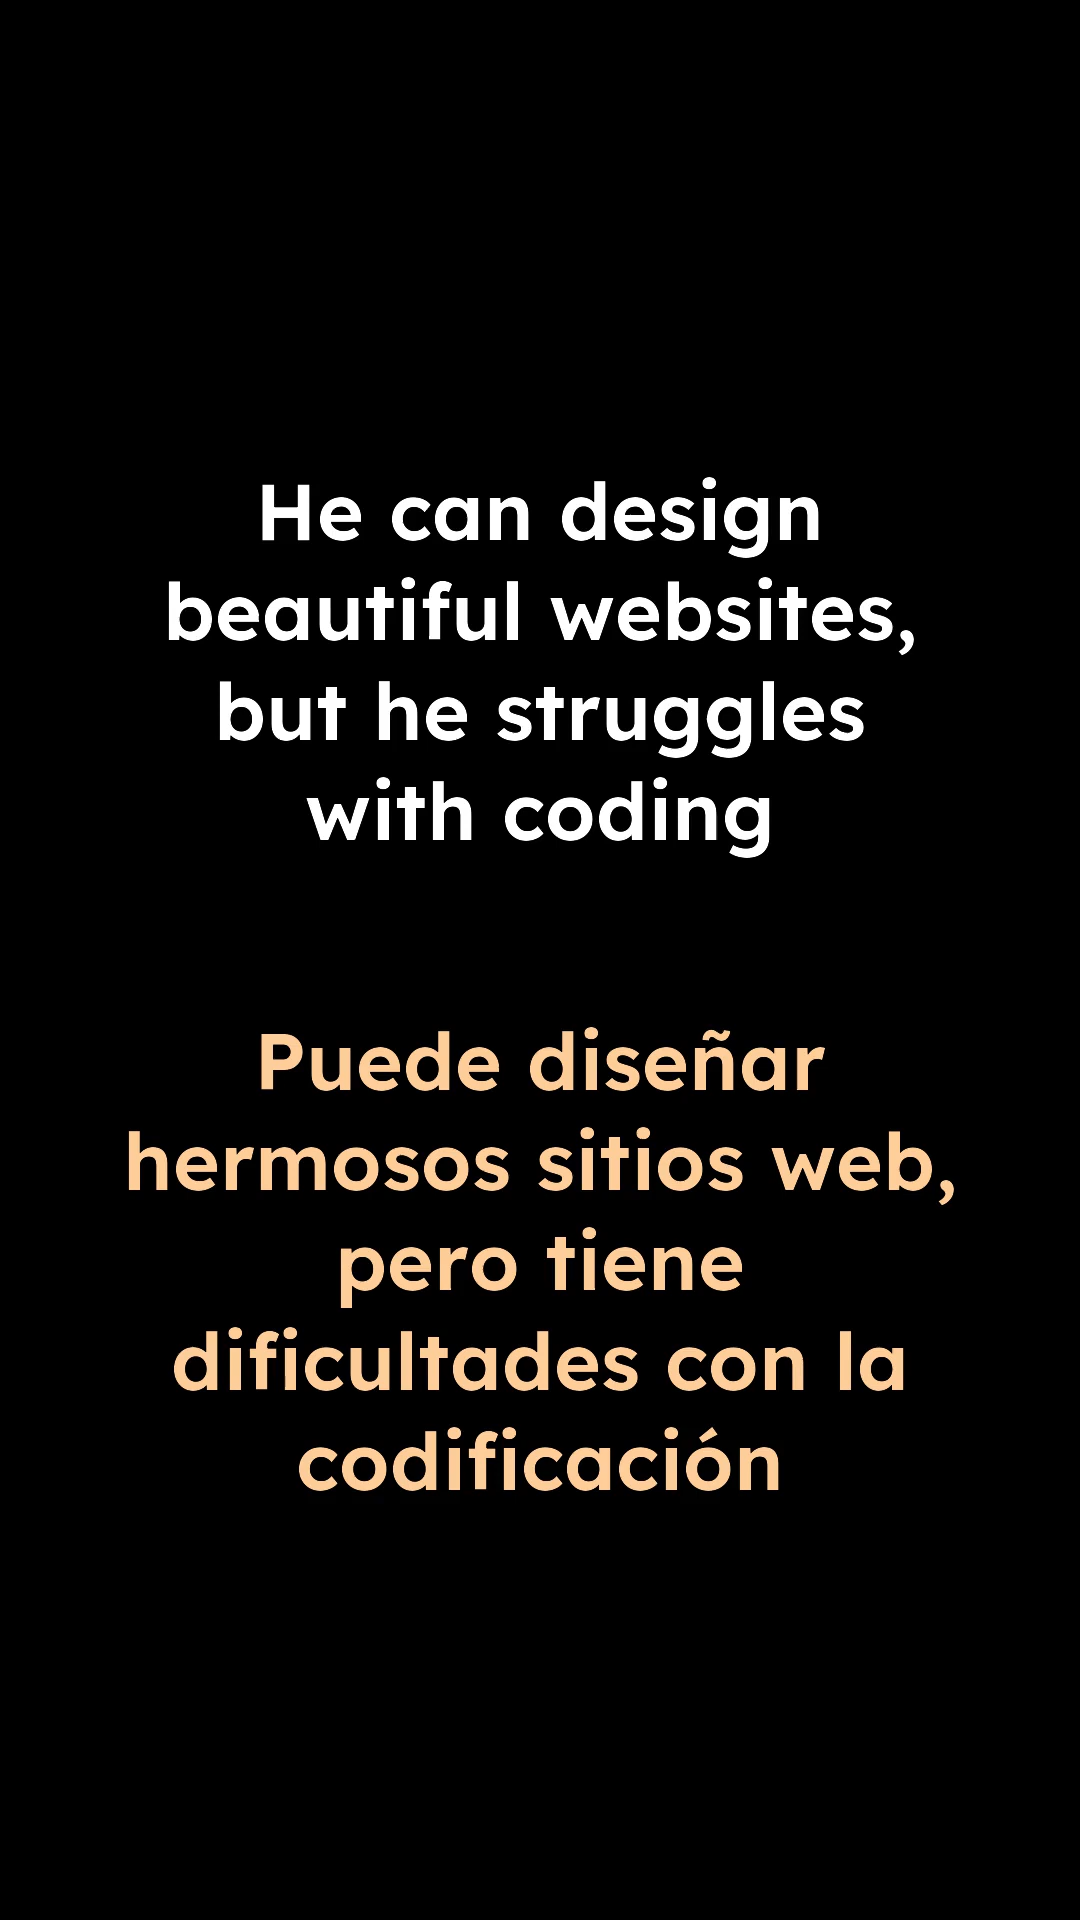 He can design
beautiful websites,
but he struggles
with coding
Puede diseñar
hermosos sitios web,
pero tiene
dificultades con la
codificación